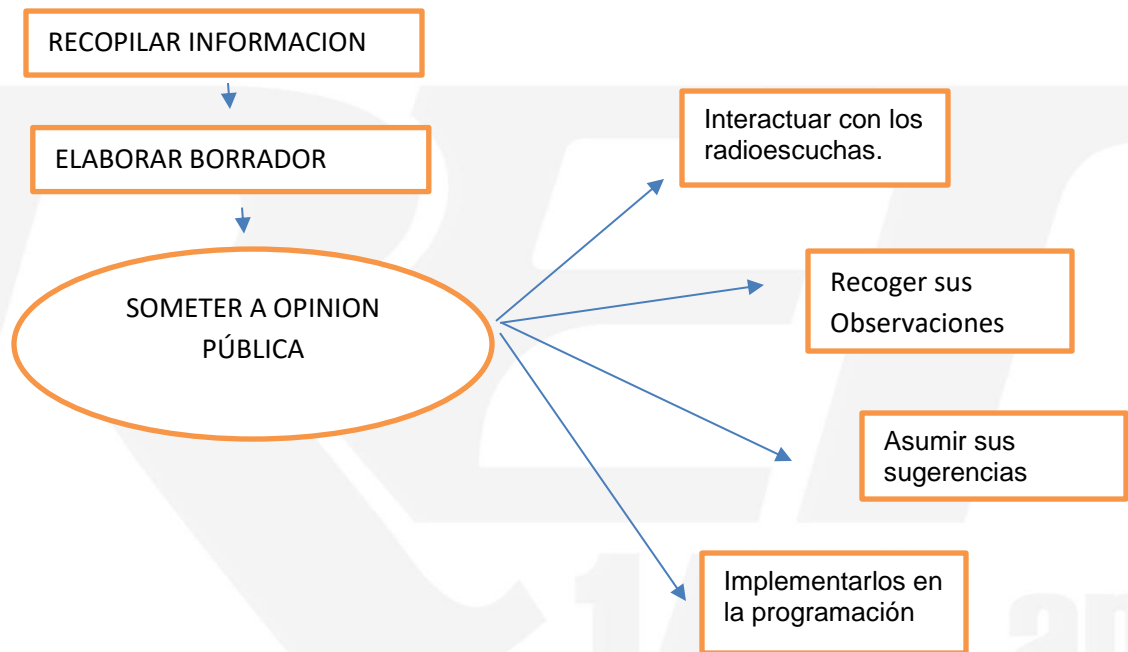 RECOPILAR INFORMACION
ELABORAR BORRADOR
SOMETER A OPINION
PÚBLICA
Interactuar con los
radioescuchas.
Recoger sus
Observaciones
Asumir sus
sugerencias
Implementarlos en
la programación